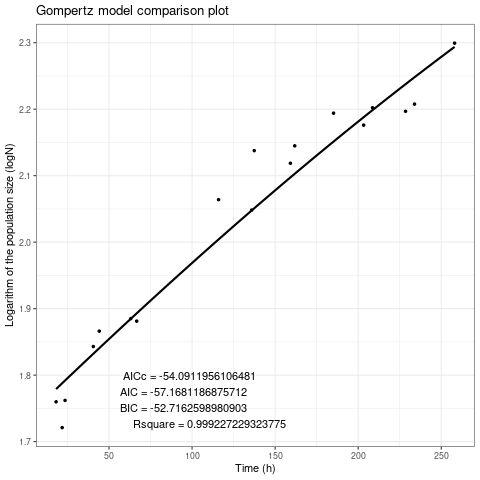 Gompertz model comparison plot
2.3
2.2
2.1
2.0
1.9
1.8
1.7
Logarithm of the population size (logN)
AICc = -54.0911956106481
AIC = -57.1681186875712
BIC = -52.7162598980903
Rsquare = 0.999227229323775
50
100
150
200
250
Time (h)